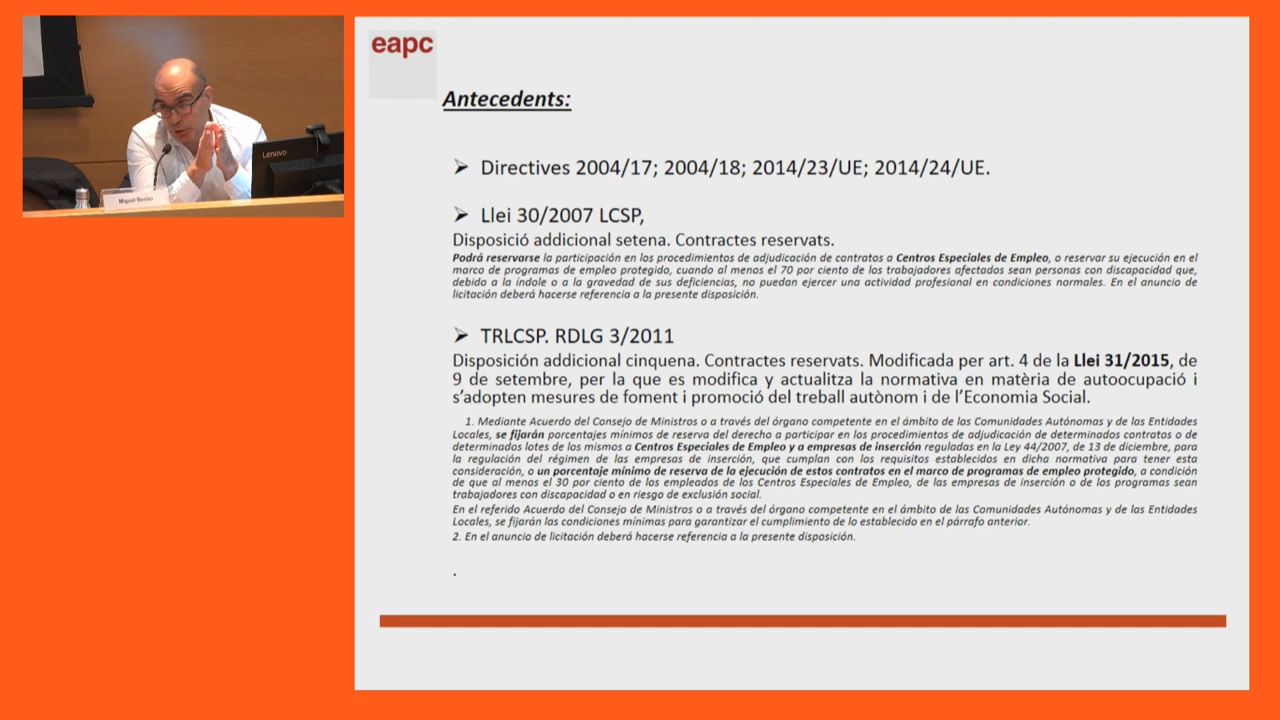 eapc
Antecedents:
➢ Directives 2004/17; 2004/18; 2014/23/UE; 2014/24/UE.
➢ Llei 30/2007 LCSP,
Disposició addicional setena. Contractes reservats.
Podrá reservarse la participación en los procedimientos de adjudicación de contratos a Centros Especiales de Empleo, o reservar su ejecución en el
marco de programas de empleo protegido, cuando al menos el 70 por ciento de los trabajadores afectados sean personas con discapacidad que,
debido a la índole o a la gravedad de sus deficiencias, no puedan ejercer una actividad profesional en condiciones normales. En el anuncio de
licitación deberá hacerse referencia a la presente disposición.
➢ TRLCSP. RDLG 3/2011
Disposición addicional cinquena. Contractes reservats. Modificada per art. 4 de la Llei 31/2015, de
9 de setembre, per la que es modifica y actualitza la normativa en matèria de autoocupació i
s’adopten mesures de foment i promoció del treball autònom i de l’Economia Social.
1. Mediante Acuerdo del Consejo de Ministros o a través del órgano competente en el ámbito de las Comunidades Autónomas y de las Entidades
Locales, se fijarán porcentajes mínimos de reserva del derecho a participar en los procedimientos de adjudicación de determinados contratos o de
determinados lotes de los mismos a Centros Especiales de Empleo y a empresas de inserción reguladas en la Ley 44/2007, de 13 de diciembre, para
la regulación del régimen de las empresas de inserción, que cumplan con los requisitos establecidos en dicha normativa para tener esta
consideración, o un porcentaje mínimo de reserva de la ejecución de estos contratos en el marco de programas de empleo protegido, a condición
de que al menos el 30 por ciento de los empleados de los Centros Especiales de Empleo, de las empresas de inserción o de los programas sean
trabajadores con discapacidad o en riesgo de exclusión social.
En el referido Acuerdo del Consejo de Ministros o a través del órgano competente en el ámbito de las Comunidades Autónomas y de las Entidades
Locales, se fijarán las condiciones mínimas para garantizar el cumplimiento de lo establecido en el párrafo anterior.
2. En el anuncio de licitación deberá hacerse referencia a la presente disposición.
.
Lenovo
Miguel Benito